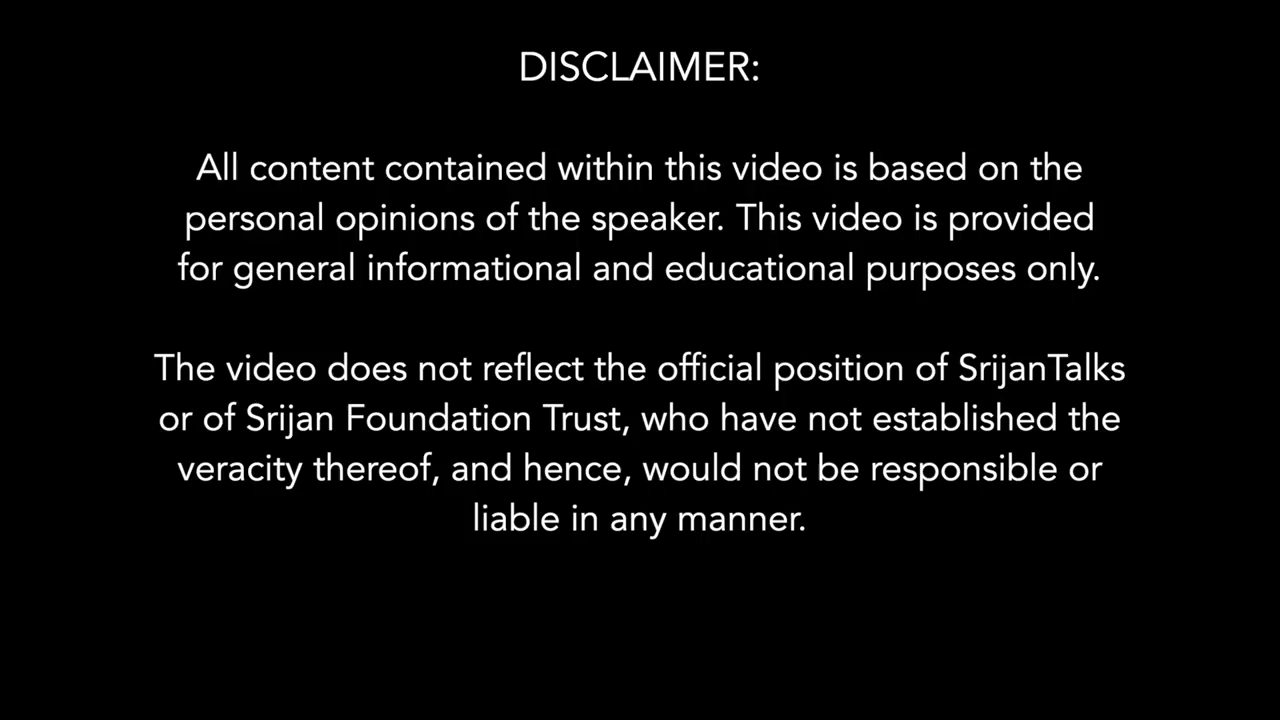 DISCLAIMER:
All content contained within this video is based on the
personal opinions of the speaker. This video is provided
for general informational and educational purposes only.
The video does not reflect the official position of SrijanTalks
or of Srijan Foundation Trust, who have not established the
veracity thereof, and hence, would not be responsible or
liable in any manner.